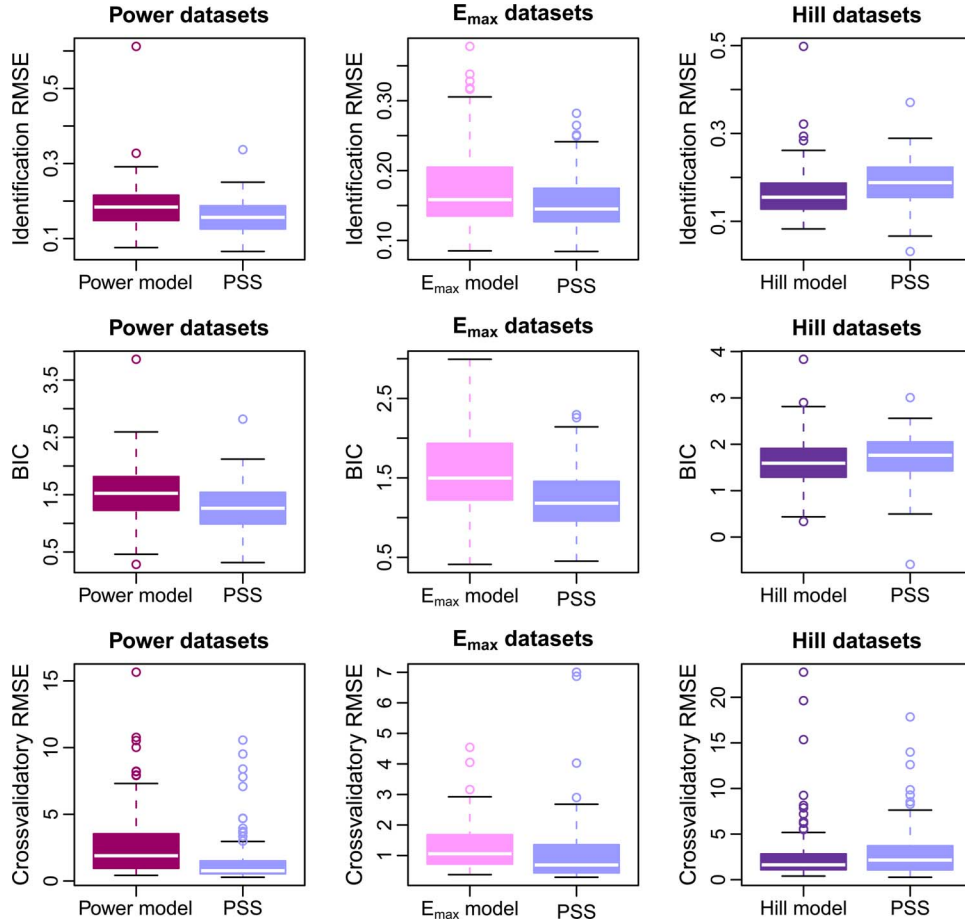 Power datasets
Identification RMSE
0.5
0.3
0.1
Power model PSS
Emax datasets
Identification RMSE
0.30
0.20
0.10
Emax model PSS
Hill datasets
Identification RMSE
0.5
0.3
0.1
Hill model PSS
Power datasets
BIC
3.5
2.5
1.5
0.5
Power model PSS
Emax datasets
BIC
2.5
1.5
0.5
Emax model PSS
Hill datasets
BIC
4
3
2
1
0
Hill model PSS
Power datasets
Crossvalidatory RMSE
15
10
5
0
Power model PSS
Emax datasets
Crossvalidatory RMSE
7
6
5
4
3
2
1
Emax model PSS
Hill datasets
Crossvalidatory RMSE
20
15
10
5
0
Hill model PSS